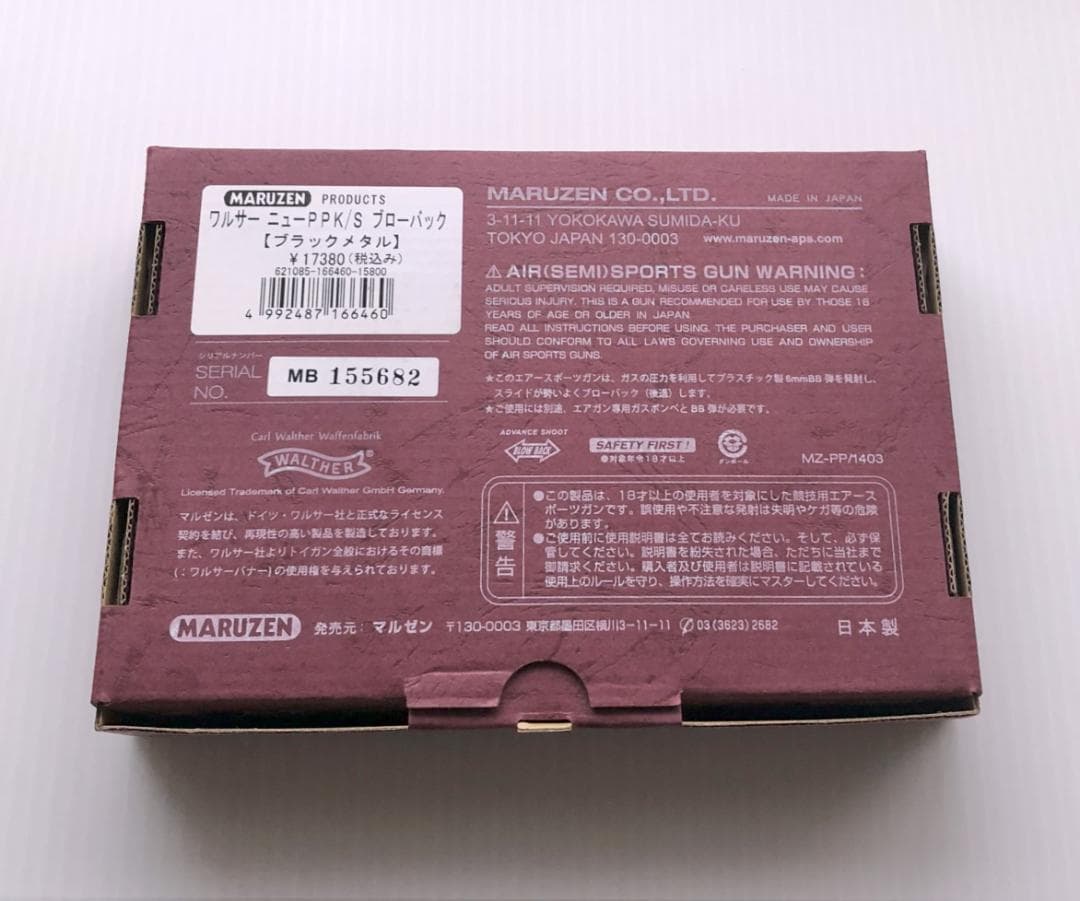 MARUZEN PRODUCTS
ワルサー ニューPPK/S ブローバック
【ブラックメタル】
￥17380(税込み)
621085-166460-15800
4 992487 166460
シリアルナンバー
SERIAL NO.
MB 155682
Carl Walther Waffenfabrik
WALTHER®
Licensed Trademark of Carl Walther GmbH Germany.
マルゼンは、ドイツ・ワルサー社と正式なライセンス
契約を結び、再現性の高い製品を製造しております。
また、ワルサー社よりトイガン全般におけるその商標
(：ワルサーバナー)の使用権を与えられております。
MARUZEN CO.,LTD. MADE IN JAPAN
3-11-11 YOKOKAWA SUMIDA-KU
TOKYO JAPAN 130-0003 www.maruzen-aps.com
⚠ AIR(SEMI)SPORTS GUN WARNING:
ADULT SUPERVISION REQUIRED, MISUSE OR CARELESS USE MAY CAUSE
SERIOUS INJURY. THIS IS A GUN RECOMMENDED FOR USE BY THOSE 18
YEARS OF AGE OR OLDER IN JAPAN.
READ ALL INSTRUCTIONS BEFORE USING. THE PURCHASER AND USER
SHOULD CONFORM TO ALL LAWS GOVERNING USE AND OWNERSHIP
OF AIR SPORTS GUNS.
★このエアースポーツガンは、ガスの圧力を利用してプラスチック製6mmBB弾を発射し、
スライドが勢いよくブローバック（後退）します。
★ご使用には別途、エアガン専用ガスボンベとBB弾が必要です。
ADVANCE SHOOT
BLOW BACK
SAFETY FIRST!
●対象年令18才以上
ダンボール
MZ-PP/1403
⚠警告
●この製品は、18才以上の使用者を対象にした競技用エアース
ポーツガンです。誤使用や不注意な発射は失明やケガ等の危険
があります。
●ご使用前に使用説明書は全てお読みください。そして、必ず保
管してください。説明書を紛失された場合、ただちに当社まで
御請求ください。購入者及び使用者は説明書に記載されている
使用上のルールを守り、操作方法を確実にマスターしてください。
MARUZEN 発売元：マルゼン 〒130-0003 東京都墨田区横川3-11-11 ✆03(3623)2682 日本製